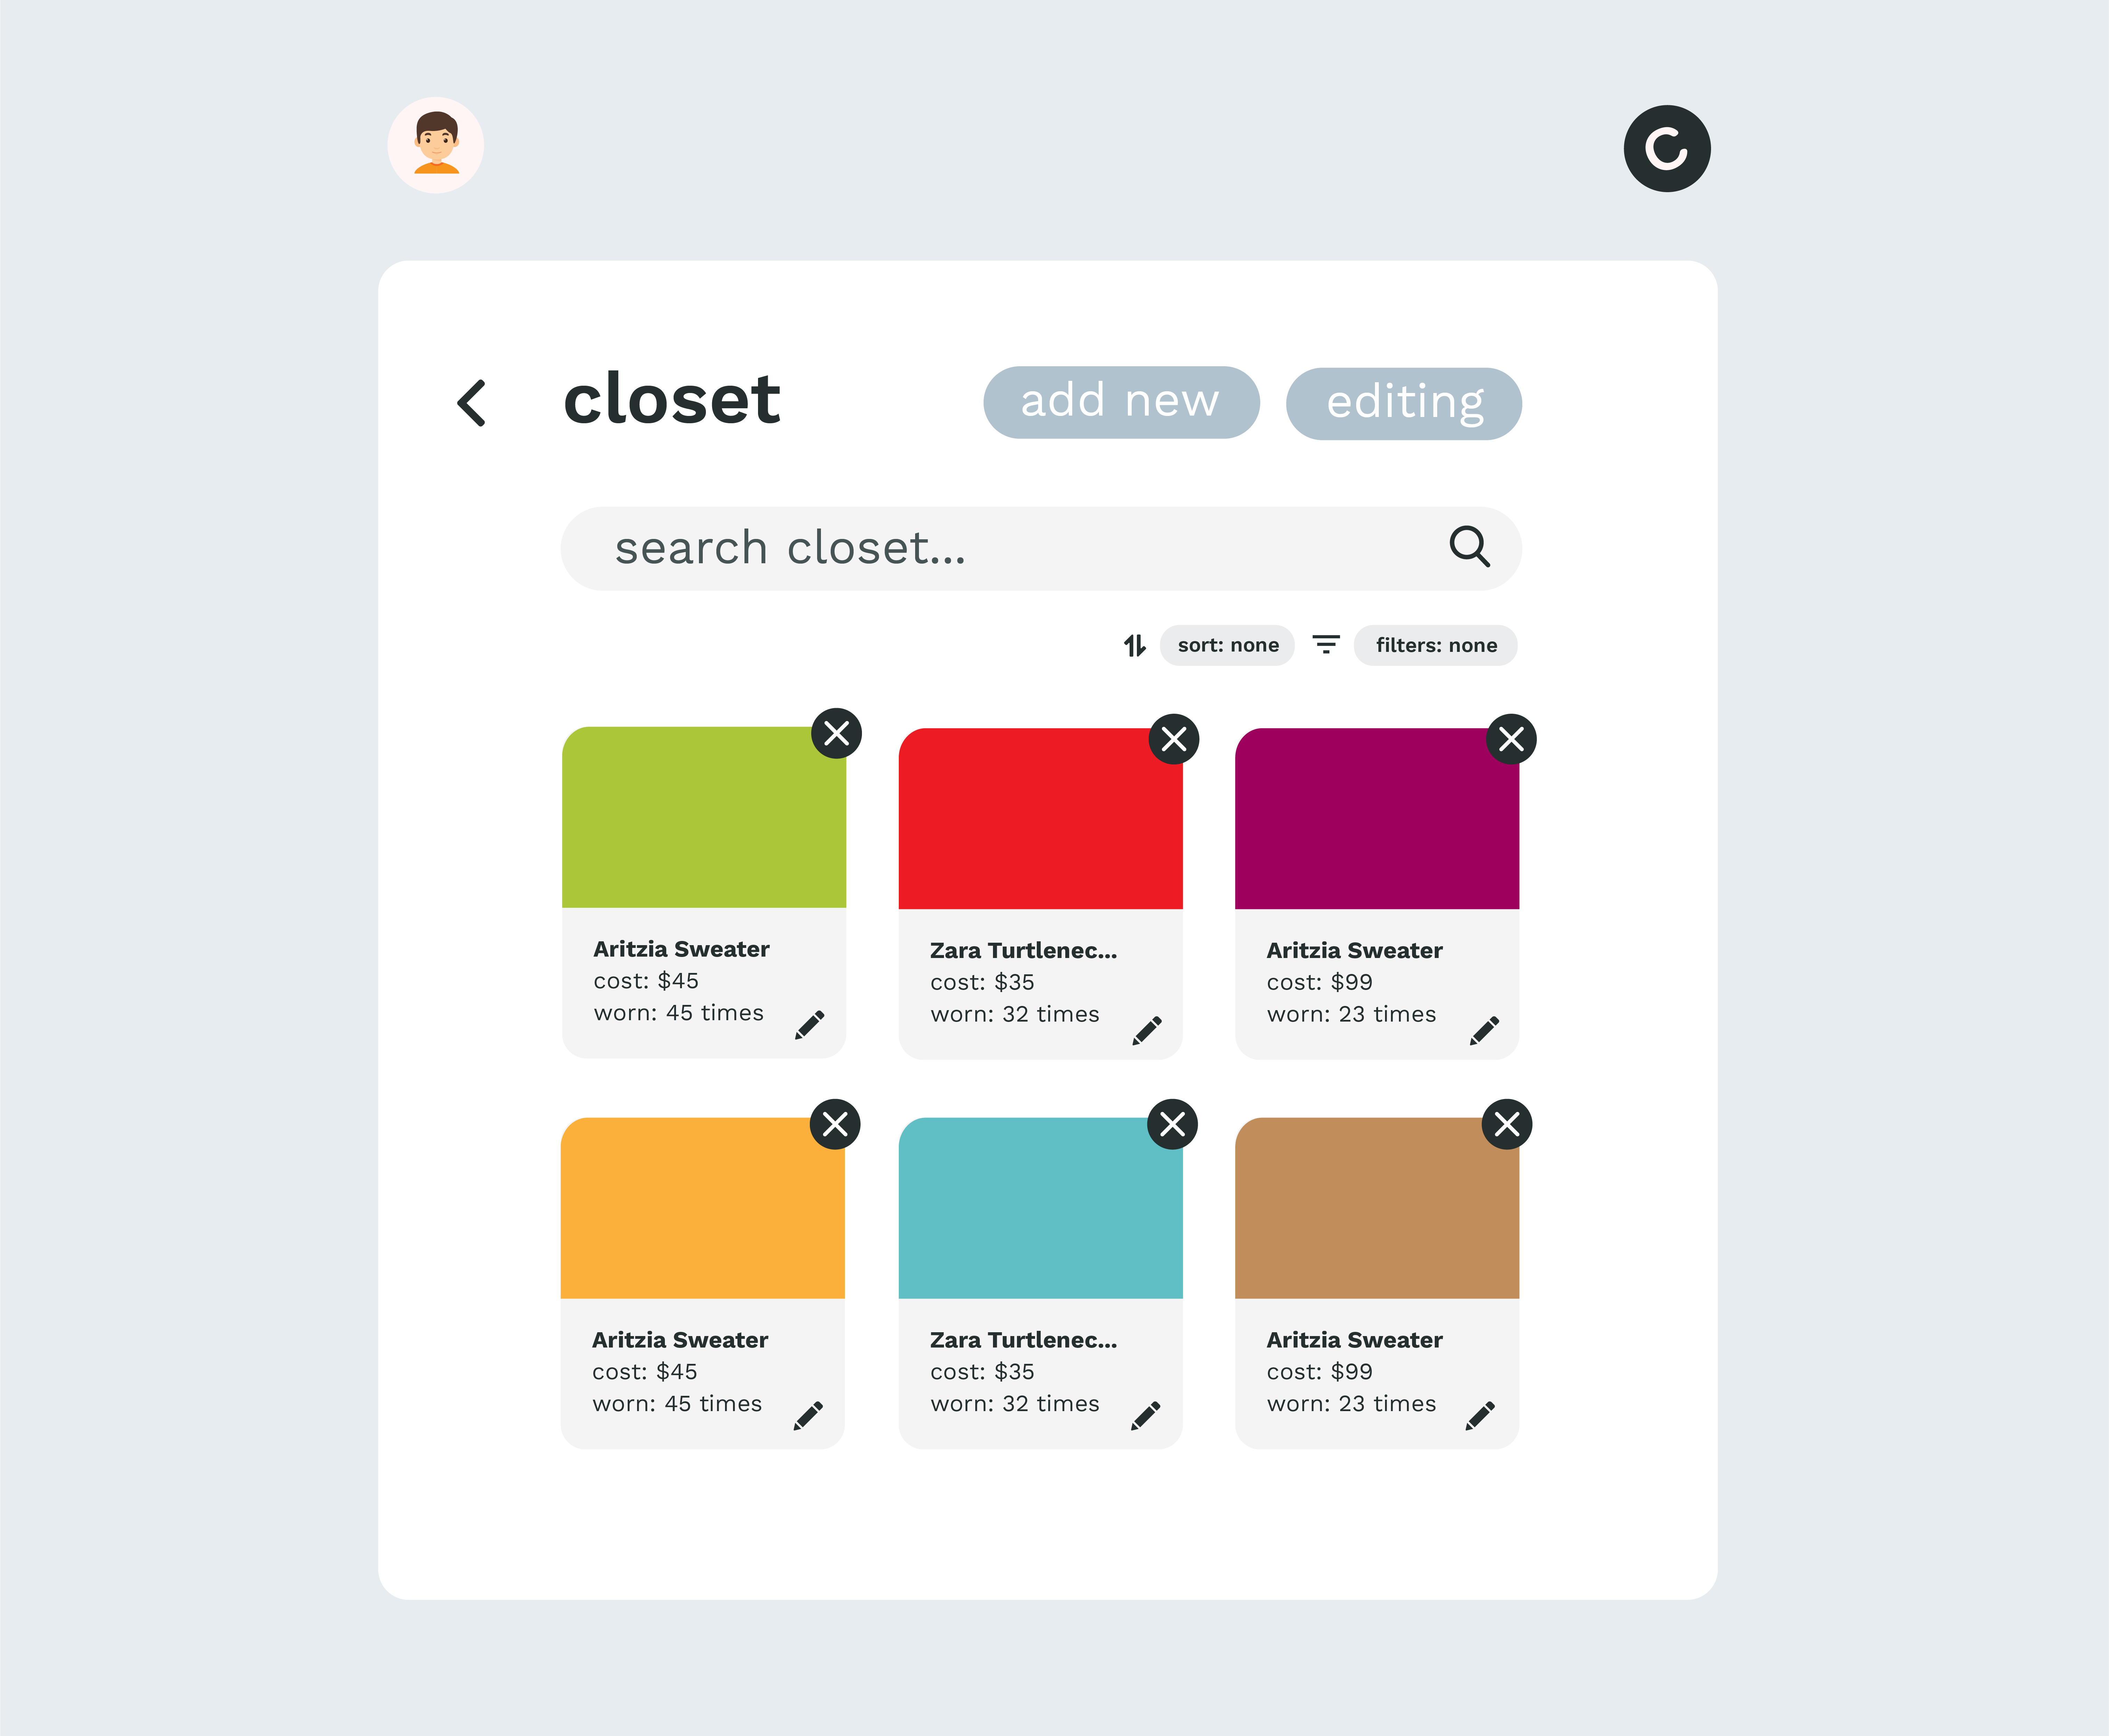 C
closet
add new
editing
search closet...
sort: none
filters: none
Aritzia Sweater
cost: $45
worn: 45 times
Zara Turtlenec...
cost: $35
worn: 32 times
Aritzia Sweater
cost: $99
worn: 23 times
Aritzia Sweater
cost: $45
worn: 45 times
Zara Turtlenec...
cost: $35
worn: 32 times
Aritzia Sweater
cost: $99
worn: 23 times